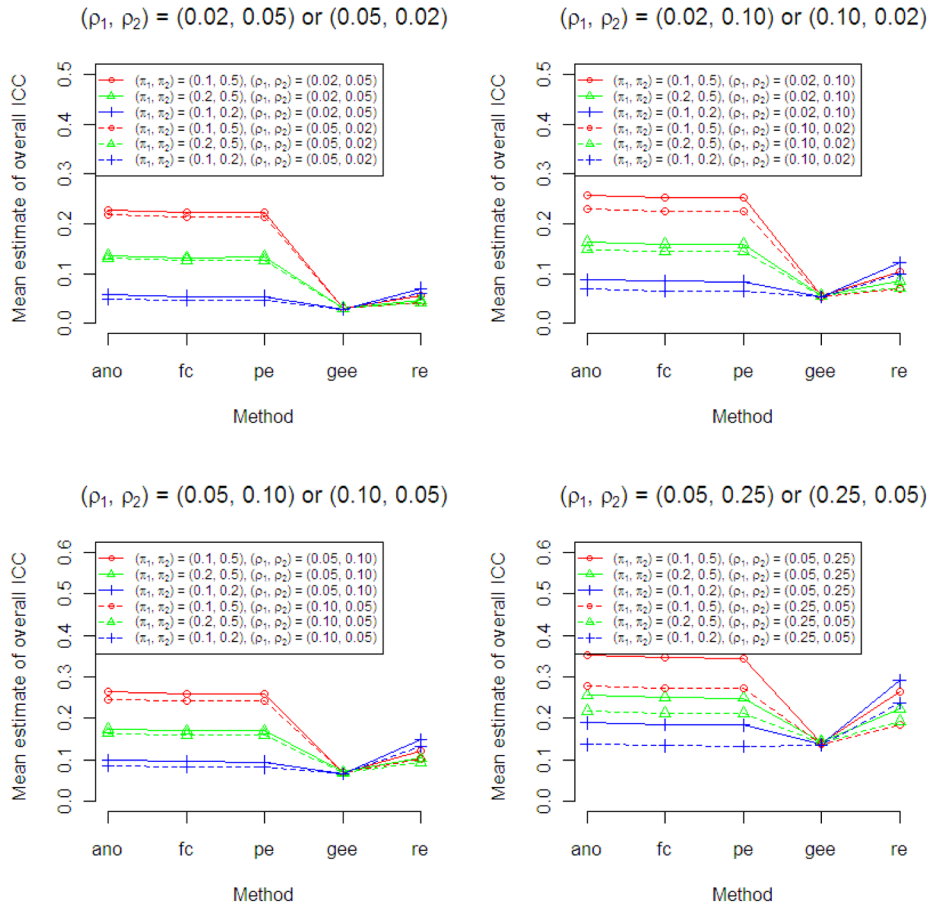 (ρ₁, ρ₂) = (0.02, 0.05) or (0.05, 0.02)
Mean estimate of overall ICC
0.5
0.4
0.3
0.2
0.1
0.0
(π₁, π₂) = (0.1, 0.5), (ρ₁, ρ₂) = (0.02, 0.05)
(π₁, π₂) = (0.2, 0.5), (ρ₁, ρ₂) = (0.02, 0.05)
(π₁, π₂) = (0.1, 0.2), (ρ₁, ρ₂) = (0.02, 0.05)
(π₁, π₂) = (0.1, 0.5), (ρ₁, ρ₂) = (0.05, 0.02)
(π₁, π₂) = (0.2, 0.5), (ρ₁, ρ₂) = (0.05, 0.02)
(π₁, π₂) = (0.1, 0.2), (ρ₁, ρ₂) = (0.05, 0.02)
ano fc pe gee re
Method
(ρ₁, ρ₂) = (0.02, 0.10) or (0.10, 0.02)
Mean estimate of overall ICC
0.5
0.4
0.3
0.2
0.1
0.0
(π₁, π₂) = (0.1, 0.5), (ρ₁, ρ₂) = (0.02, 0.10)
(π₁, π₂) = (0.2, 0.5), (ρ₁, ρ₂) = (0.02, 0.10)
(π₁, π₂) = (0.1, 0.2), (ρ₁, ρ₂) = (0.02, 0.10)
(π₁, π₂) = (0.1, 0.5), (ρ₁, ρ₂) = (0.10, 0.02)
(π₁, π₂) = (0.2, 0.5), (ρ₁, ρ₂) = (0.10, 0.02)
(π₁, π₂) = (0.1, 0.2), (ρ₁, ρ₂) = (0.10, 0.02)
ano fc pe gee re
Method
(ρ₁, ρ₂) = (0.05, 0.10) or (0.10, 0.05)
Mean estimate of overall ICC
0.6
0.5
0.4
0.3
0.2
0.1
0.0
(π₁, π₂) = (0.1, 0.5), (ρ₁, ρ₂) = (0.05, 0.10)
(π₁, π₂) = (0.2, 0.5), (ρ₁, ρ₂) = (0.05, 0.10)
(π₁, π₂) = (0.1, 0.2), (ρ₁, ρ₂) = (0.05, 0.10)
(π₁, π₂) = (0.1, 0.5), (ρ₁, ρ₂) = (0.10, 0.05)
(π₁, π₂) = (0.2, 0.5), (ρ₁, ρ₂) = (0.10, 0.05)
(π₁, π₂) = (0.1, 0.2), (ρ₁, ρ₂) = (0.10, 0.05)
ano fc pe gee re
Method
(ρ₁, ρ₂) = (0.05, 0.25) or (0.25, 0.05)
Mean estimate of overall ICC
0.6
0.5
0.4
0.3
0.2
0.1
0.0
(π₁, π₂) = (0.1, 0.5), (ρ₁, ρ₂) = (0.05, 0.25)
(π₁, π₂) = (0.2, 0.5), (ρ₁, ρ₂) = (0.05, 0.25)
(π₁, π₂) = (0.1, 0.2), (ρ₁, ρ₂) = (0.05, 0.25)
(π₁, π₂) = (0.1, 0.5), (ρ₁, ρ₂) = (0.25, 0.05)
(π₁, π₂) = (0.2, 0.5), (ρ₁, ρ₂) = (0.25, 0.05)
(π₁, π₂) = (0.1, 0.2), (ρ₁, ρ₂) = (0.25, 0.05)
ano fc pe gee re
Method